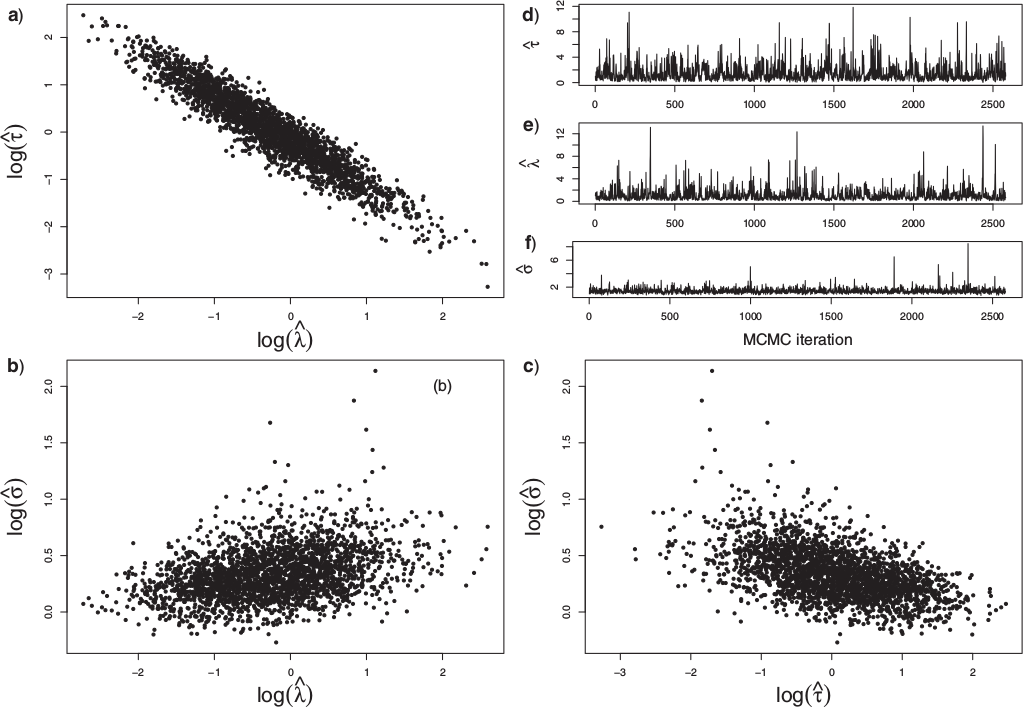 a)
2
1
0
−1
−2
−3
log(τ̂)
−2 −1 0 1 2
log(λ̂)
d)
12
8
4
0
τ̂
0 500 1000 1500 2000 2500
e)
12
8
4
0
λ̂
0 500 1000 1500 2000 2500
f)
6
2
σ̂
0 500 1000 1500 2000 2500
MCMC iteration
b)
(b)
2.0
1.5
1.0
0.5
0.0
log(σ̂)
−2 −1 0 1 2
log(λ̂)
c)
2.0
1.5
1.0
0.5
0.0
log(σ̂)
−3 −2 −1 0 1 2
log(τ̂)